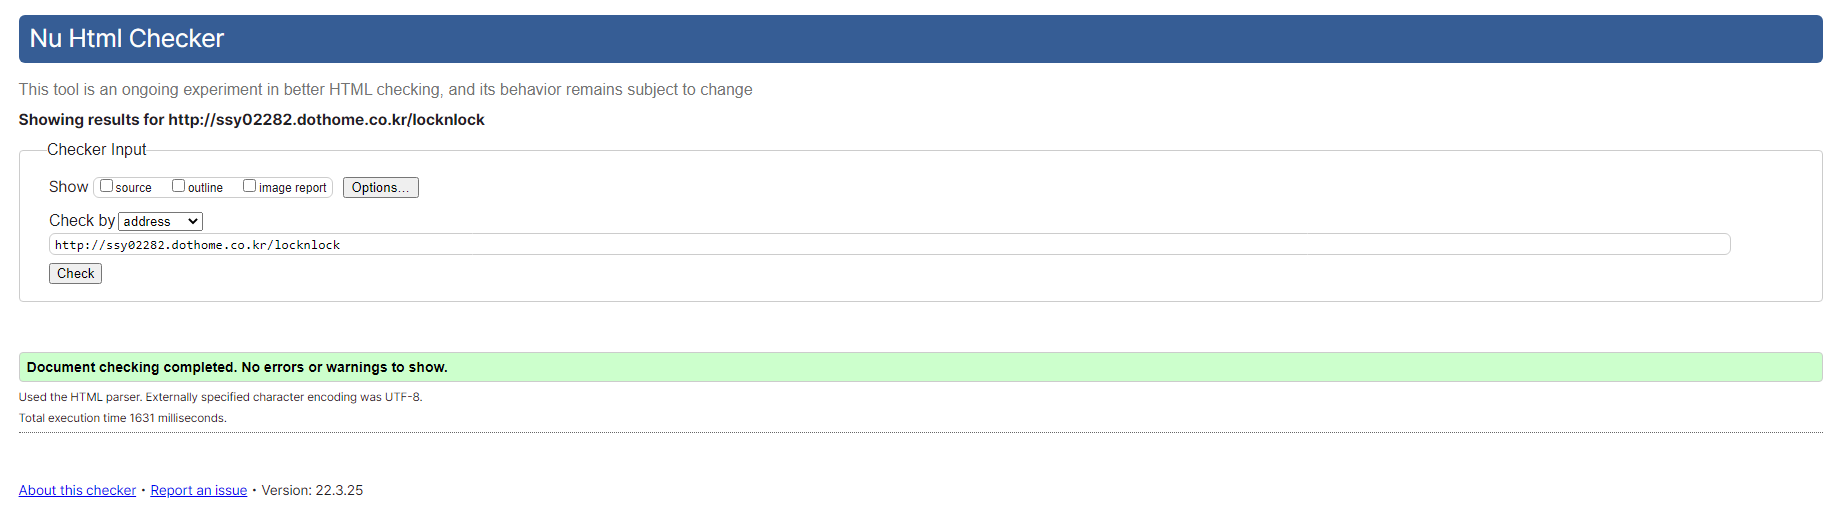 Nu Html Checker
This tool is an ongoing experiment in better HTML checking, and its behavior remains subject to change
Showing results for http://ssy02282.dothome.co.kr/locknlock
Checker Input
Show source outline image report Options...
Check by address
http://ssy02282.dothome.co.kr/locknlock
Check
Document checking completed. No errors or warnings to show.
Used the HTML parser. Externally specified character encoding was UTF-8.
Total execution time 1631 milliseconds.
About this checker • Report an issue • Version: 22.3.25